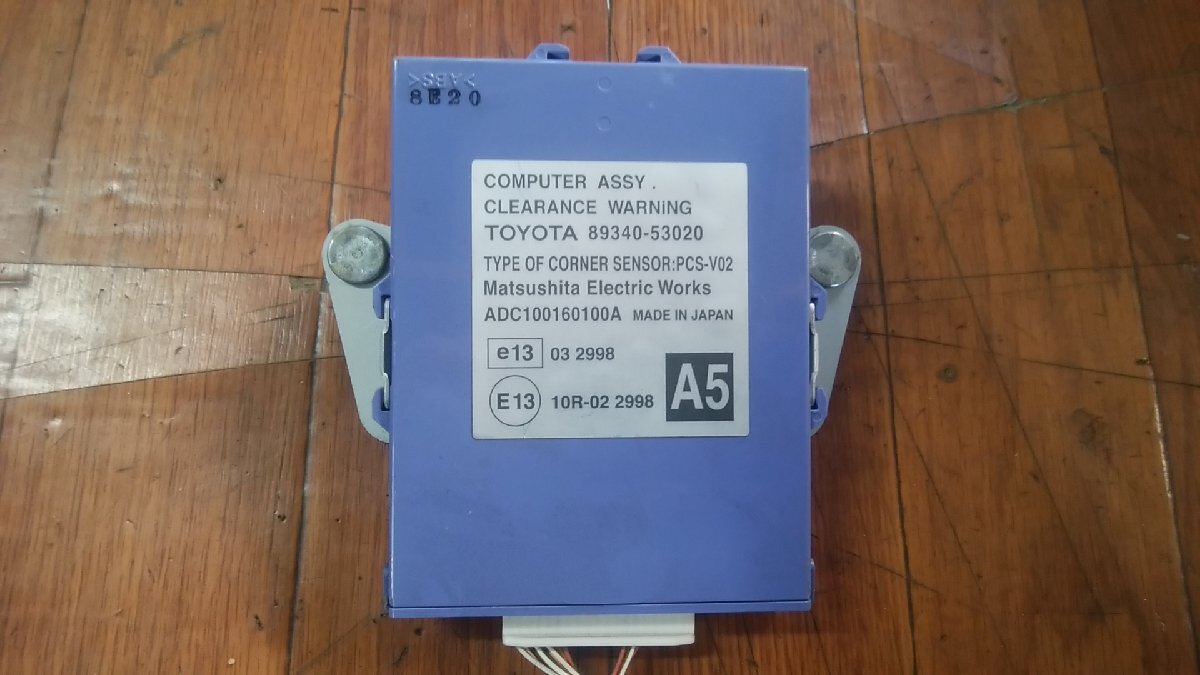 >ABS<
8E20
COMPUTER ASSY.
CLEARANCE WARNiNG
TOYOTA 89340-53020
TYPE OF CORNER SENSOR:PCS-V02
Matsushita Electric Works
ADC100160100A MADE IN JAPAN
e13 03 2998
E13 10R-02 2998
A5